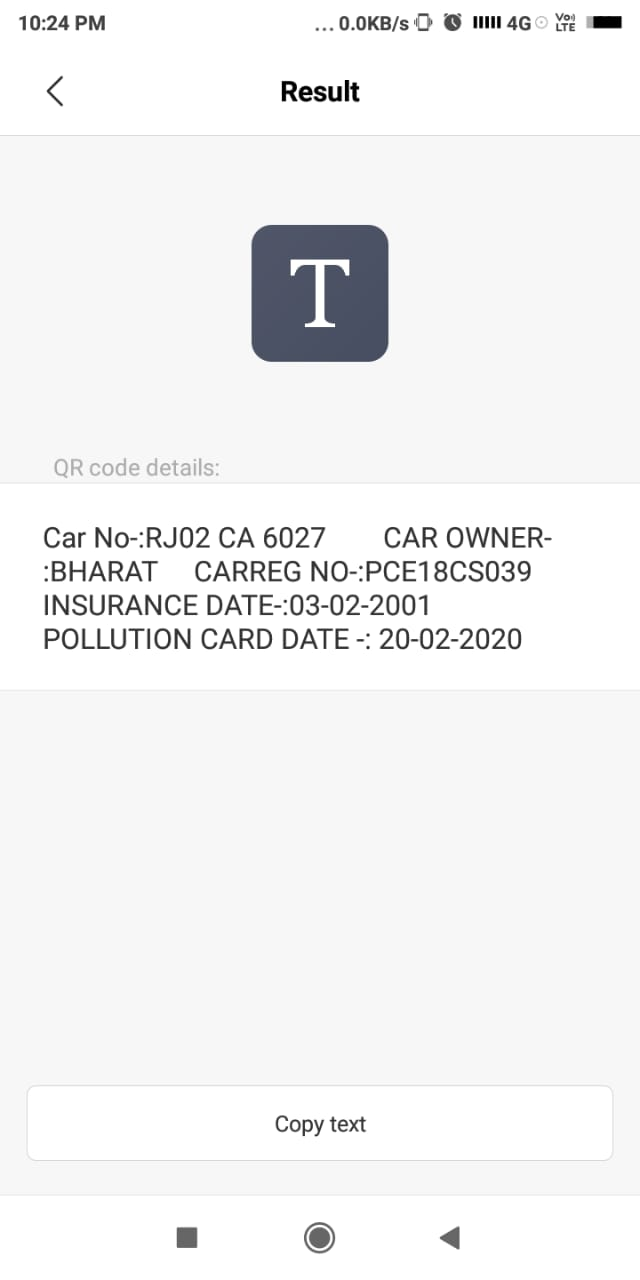 10:24 PM ... 0.0KB/s 4G Vo) LTE
Result
T
QR code details:
Car No-:RJ02 CA 6027 CAR OWNER-
:BHARAT CARREG NO-:PCE18CS039
INSURANCE DATE-:03-02-2001
POLLUTION CARD DATE -: 20-02-2020
Copy text